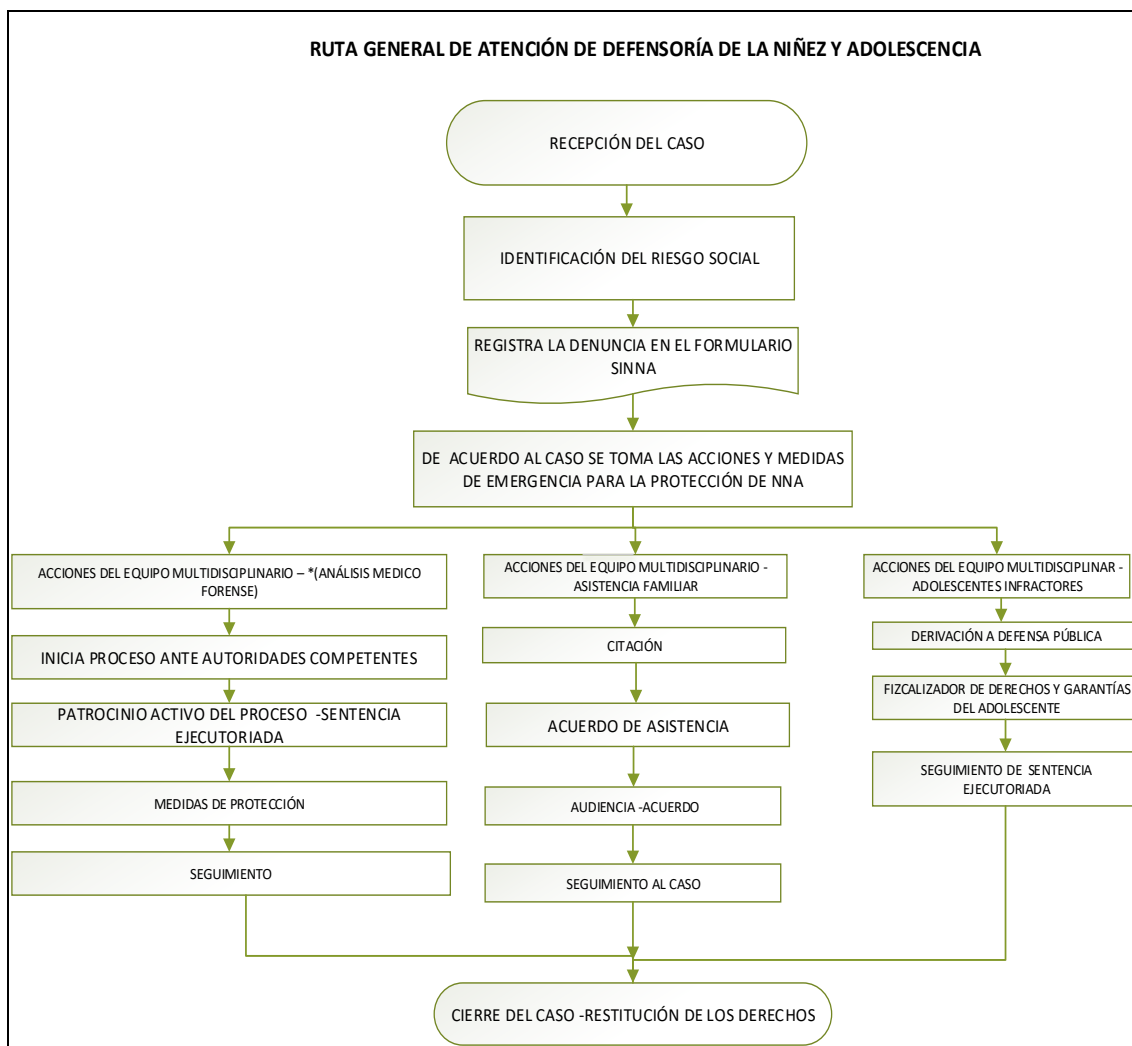 RUTA GENERAL DE ATENCIÓN DE DEFENSORÍA DE LA NIÑEZ Y ADOLESCENCIA
RECEPCIÓN DEL CASO
IDENTIFICACIÓN DEL RIESGO SOCIAL
REGISTRA LA DENUNCIA EN EL FORMULARIO
SINNA
DE ACUERDO AL CASO SE TOMA LAS ACCIONES Y MEDIDAS
DE EMERGENCIA PARA LA PROTECCIÓN DE NNA
ACCIONES DEL EQUIPO MULTIDISCIPLINARIO – *(ANÁLISIS MEDICO
FORENSE)
INICIA PROCESO ANTE AUTORIDADES COMPETENTES
PATROCINIO ACTIVO DEL PROCESO -SENTENCIA
EJECUTORIADA
MEDIDAS DE PROTECCIÓN
SEGUIMIENTO
ACCIONES DEL EQUIPO MULTIDISCIPLINARIO -
ASISTENCIA FAMILIAR
CITACIÓN
ACUERDO DE ASISTENCIA
AUDIENCIA -ACUERDO
SEGUIMIENTO AL CASO
ACCIONES DEL EQUIPO MULTIDISCIPLINAR -
ADOLESCENTES INFRACTORES
DERIVACIÓN A DEFENSA PÚBLICA
FIZCALIZADOR DE DERECHOS Y GARANTÍAS
DEL ADOLESCENTE
SEGUIMIENTO DE SENTENCIA
EJECUTORIADA
CIERRE DEL CASO -RESTITUCIÓN DE LOS DERECHOS